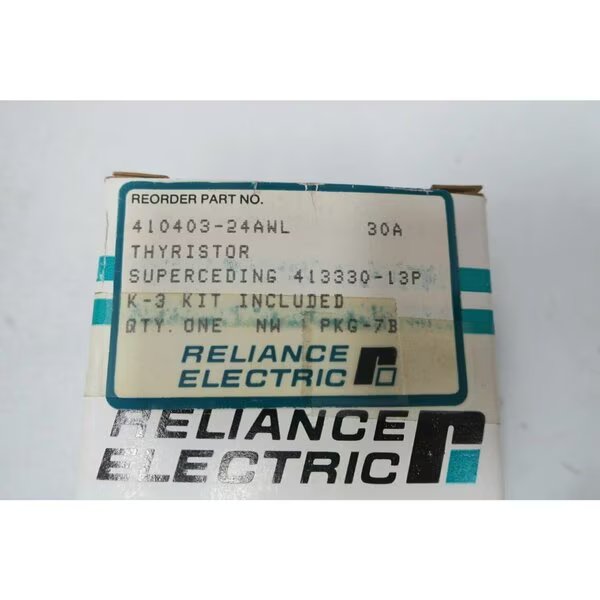 REORDER PART NO.
410403-24AWL 30A
THYRISTOR
SUPERCEDING 413330-13P
K-3 KIT INCLUDED
QTY. ONE NW PKG-7B
RELIANCE
ELECTRIC
RELIANCE
ELECTRIC